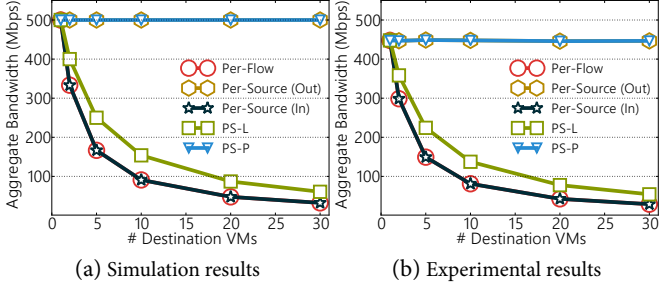 Aggregate Bandwidth (Mbps)
500
400
300
200
100
0
5
10
15
20
25
30
# Destination VMs
Per-Flow
Per-Source (Out)
Per-Source (In)
PS-L
PS-P
(a) Simulation results
Aggregate Bandwidth (Mbps)
500
400
300
200
100
0
5
10
15
20
25
30
# Destination VMs
Per-Flow
Per-Source (Out)
Per-Source (In)
PS-L
PS-P
(b) Experimental results